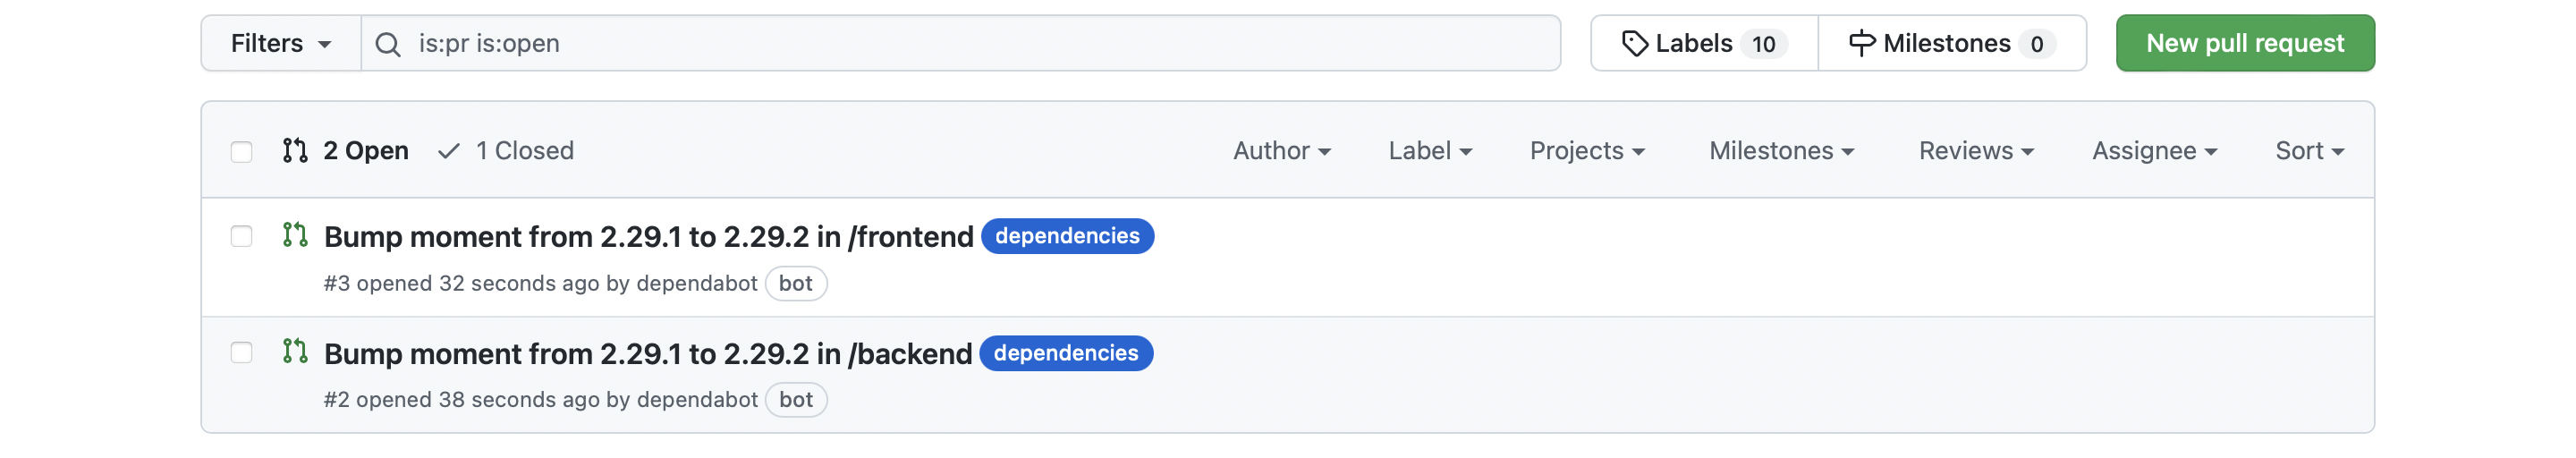 Filters is:pr is:open Labels 10 Milestones 0 New pull request
2 Open 1 Closed Author Label Projects Milestones Reviews Assignee Sort
Bump moment from 2.29.1 to 2.29.2 in /frontend dependencies
#3 opened 32 seconds ago by dependabot bot
Bump moment from 2.29.1 to 2.29.2 in /backend dependencies
#2 opened 38 seconds ago by dependabot bot